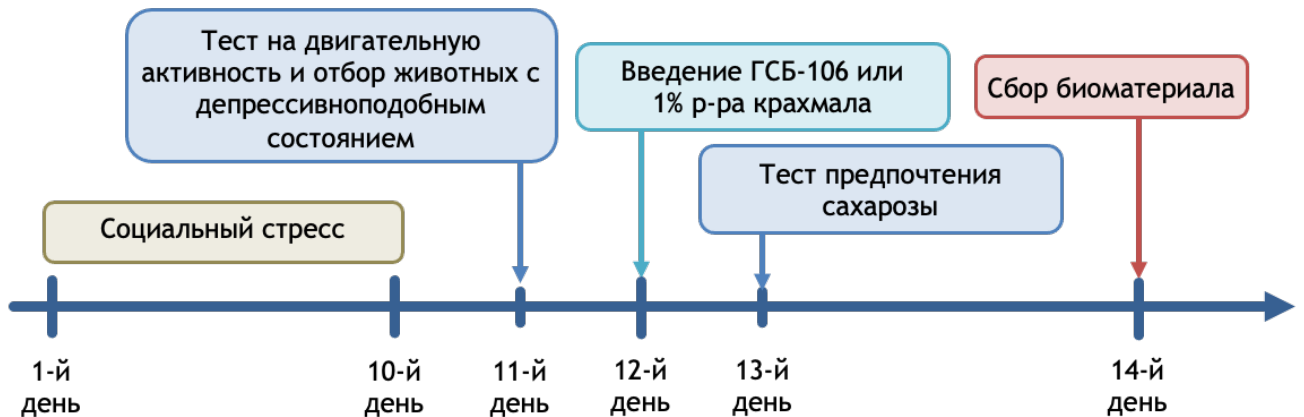 Тест на двигательную
активность и отбор животных с
депрессивноподобным
состоянием
Введение ГСБ-106 или
1% р-ра крахмала
Сбор биоматериала
Тест предпочтения
сахарозы
Социальный стресс
1-й
день
10-й
день
11-й
день
12-й
день
13-й
день
14-й
день